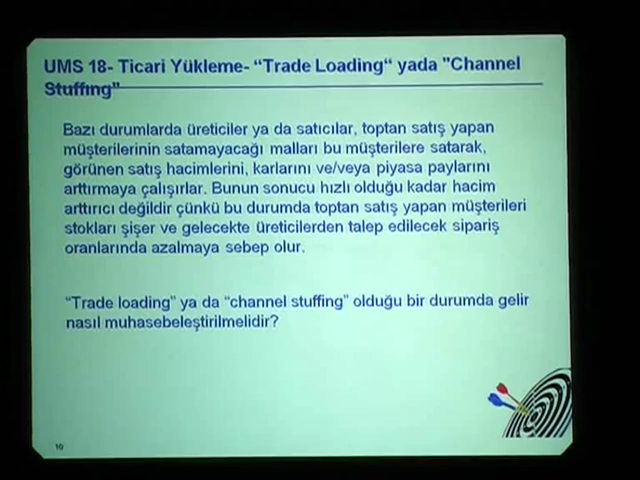 UMS 18- Ticari Yükleme- “Trade Loading“ yada "Channel
Stuffing"
Bazı durumlarda üreticiler ya da satıcılar, toptan satış yapan
müşterilerinin satamayacağı malları bu müşterilere satarak,
görünen satış hacimlerini, karlarını ve/veya piyasa paylarını
arttırmaya çalışırlar. Bunun sonucu hızlı olduğu kadar hacim
arttırıcı değildir çünkü bu durumda toptan satış yapan müşterileri
stokları şişer ve gelecekte üreticilerden talep edilecek sipariş
oranlarında azalmaya sebep olur.
“Trade loading” ya da “channel stuffing” olduğu bir durumda gelir
nasıl muhasebeleştirilmelidir?
10